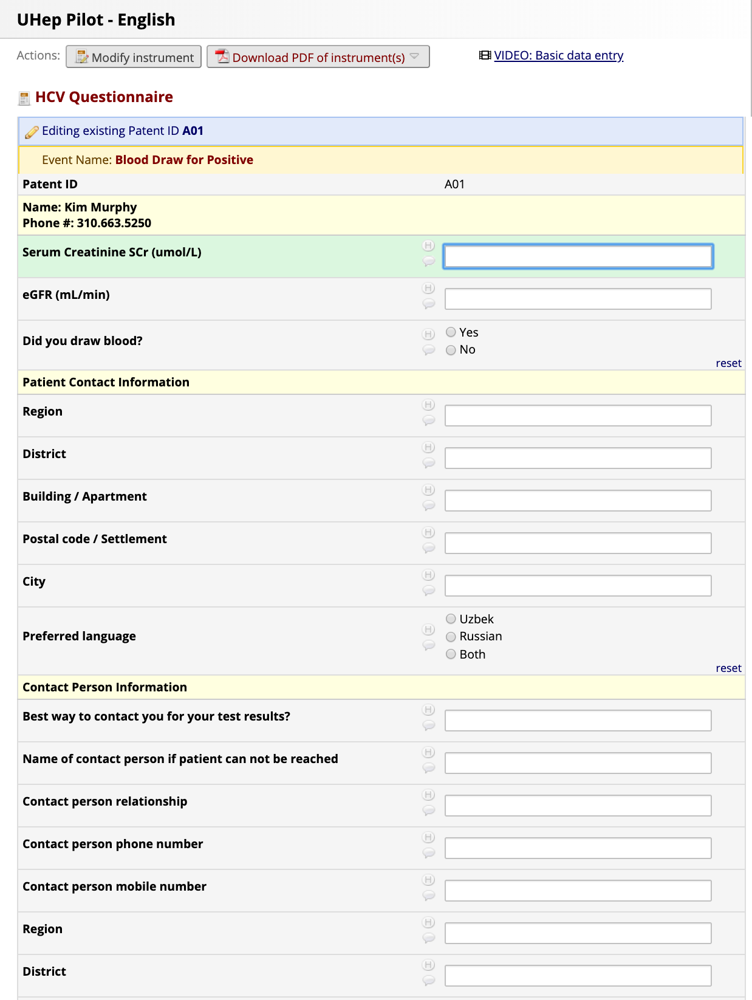 UHep Pilot - English
Actions: Modify instrument Download PDF of instrument(s) VIDEO: Basic data entry
HCV Questionnaire
Editing existing Patent ID A01
Event Name: Blood Draw for Positive
Patent ID A01
Name: Kim Murphy
Phone #: 310.663.5250
Serum Creatinine SCr (umol/L) H
eGFR (mL/min) H
Did you draw blood? H Yes
No
reset
Patient Contact Information
Region H
District H
Building / Apartment H
Postal code / Settlement H
City H
Preferred language H Uzbek
Russian
Both
reset
Contact Person Information
Best way to contact you for your test results? H
Name of contact person if patient can not be reached H
Contact person relationship H
Contact person phone number H
Contact person mobile number H
Region H
District H